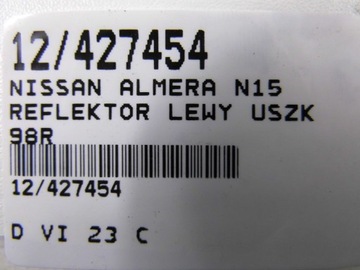 12/427454
NISSAN ALMERA N15
REFLEKTOR LEWY USZK
98R
12/427454
D VI 23 C